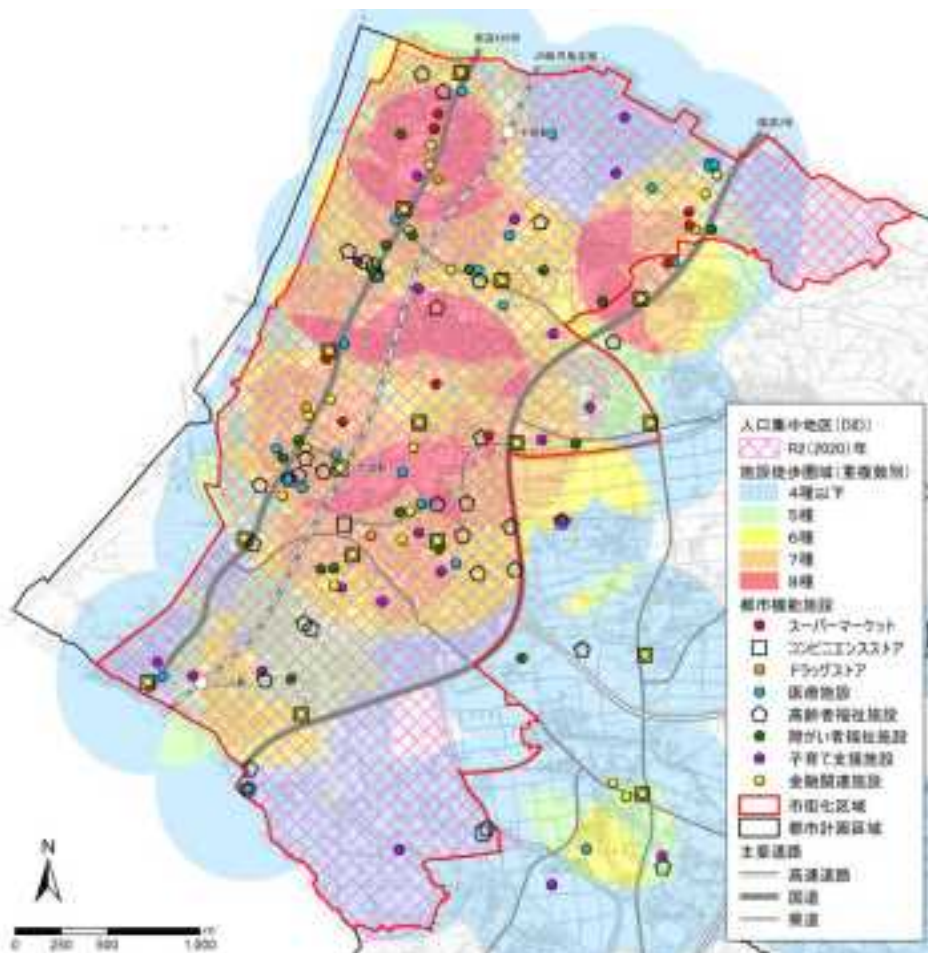 N
0 250 500 1,000
人口集中地区(DID)
R2(2020)年
施設徒歩圏域(重複数別)
4種以下
5種
6種
7種
8種
都市機能施設
スーパーマーケット
コンビニエンスストア
ドラッグストア
医療施設
高齢者福祉施設
障がい者福祉施設
子育て支援施設
金融関連施設
市街化区域
都市計画区域
主要道路
高速道路
国道
県道